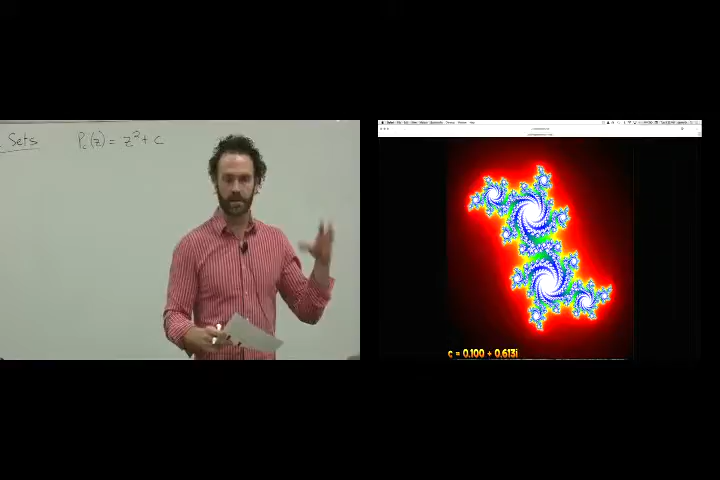 Sets P_c(z) = z² + c
c = 0.100 + 0.613i